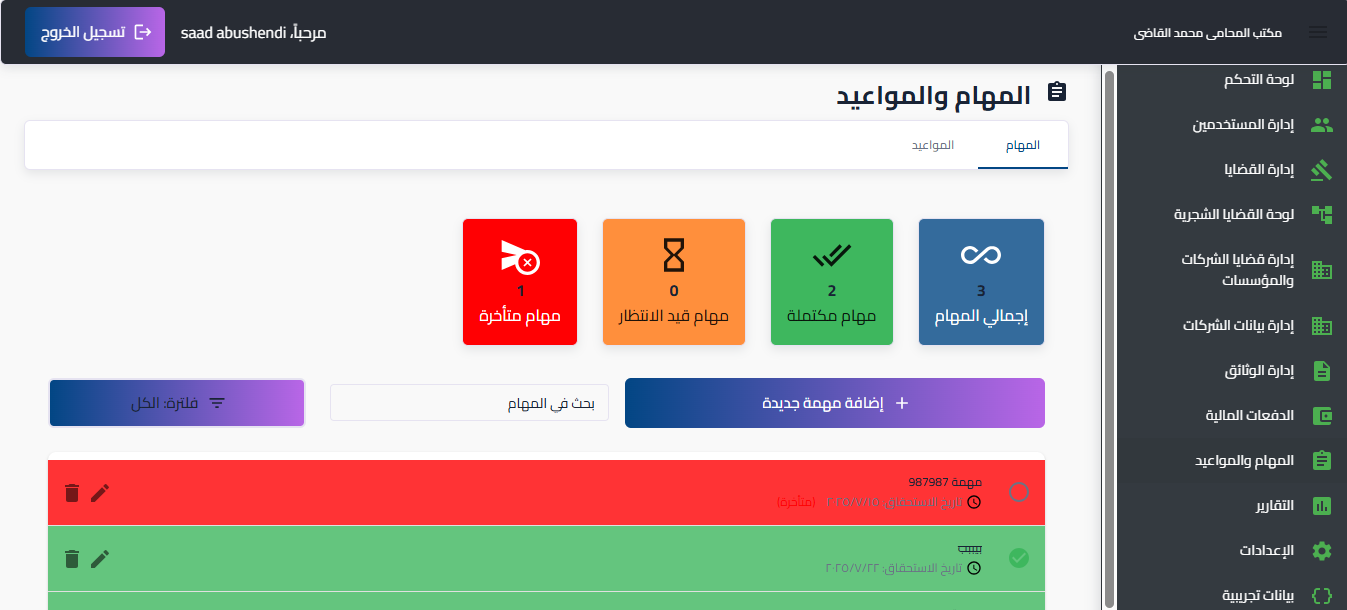 مكتب المحامي محمد القاضي
مرحباً، saad abushendi
تسجيل الخروج
لوحة التحكم
إدارة المستخدمين
إدارة القضايا
لوحة القضايا الشجرية
إدارة قضايا الشركات
والمؤسسات
إدارة بيانات الشركات
إدارة الوثائق
الدفعات المالية
المهام والمواعيد
التقارير
الإعدادات
بيانات تجريبية
المهام والمواعيد
المهام
المواعيد
3
إجمالي المهام
2
مهام مكتملة
0
مهام قيد الانتظار
1
مهام متأخرة
إضافة مهمة جديدة
بحث في المهام
فلترة: الكل
مهمة 987987
تاريخ الاستحقاق: ٢٠٢٥/٧/١٥ (متأخرة)
تاريخ الاستحقاق: ٢٠٢٥/٧/٢٢